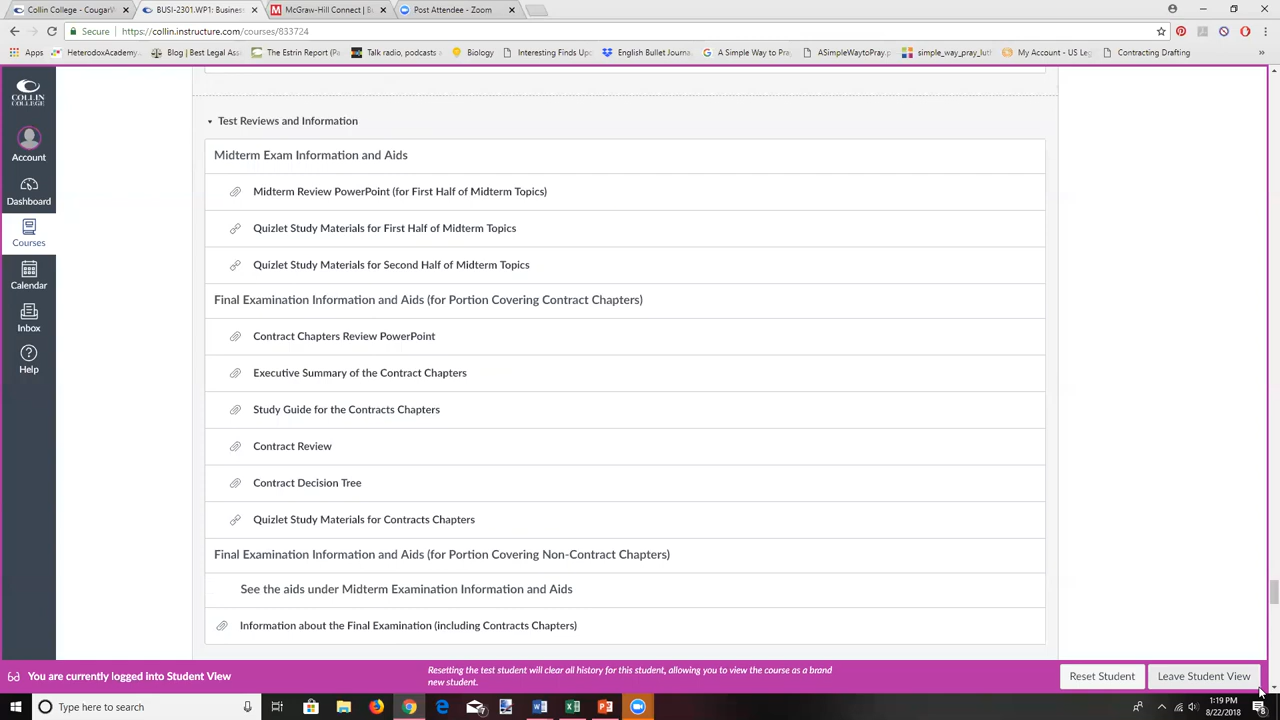 Collin College - CougarW
BUSI-2301.WP1: Business
McGraw-Hill Connect | Bu
Post Attendee - Zoom
Secure
https://collin.instructure.com/courses/833724
Apps
HeterodoxAcademy
Blog | Best Legal Ass
The Estrin Report (Pa
Talk radio, podcasts
Biology
Interesting Finds Upd
English Bullet Journa
A Simple Way to Pray
ASimpleWaytoPray.
simple_way_pray_luth
My Account - US Leg
Contracting Drafting
COLLIN COLLEGE
Account
Dashboard
Courses
Calendar
Inbox
Help
Test Reviews and Information
Midterm Exam Information and Aids
Midterm Review PowerPoint (for First Half of Midterm Topics)
Quizlet Study Materials for First Half of Midterm Topics
Quizlet Study Materials for Second Half of Midterm Topics
Final Examination Information and Aids (for Portion Covering Contract Chapters)
Contract Chapters Review PowerPoint
Executive Summary of the Contract Chapters
Study Guide for the Contracts Chapters
Contract Review
Contract Decision Tree
Quizlet Study Materials for Contracts Chapters
Final Examination Information and Aids (for Portion Covering Non-Contract Chapters)
See the aids under Midterm Examination Information and Aids
Information about the Final Examination (including Contracts Chapters)
You are currently logged into Student View
Resetting the test student will clear all history for this student, allowing you to view the course as a brand
new student.
Reset Student
Leave Student View
Type here to search
1:19 PM
8/22/2018